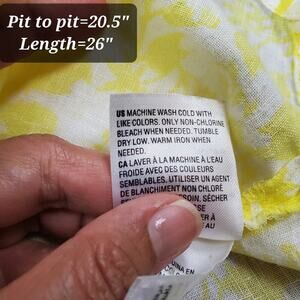 Pit to pit=20.5"
Length=26"
US MACHINE WASH COLD WITH
LIKE COLORS. ONLY NON-CHLORINE
BLEACH WHEN NEEDED. TUMBLE
DRY LOW. WARM IRON WHEN
NEEDED.
CA LAVER À LA MACHINE À L'EAU
FROIDE AVEC DES COULEURS
SEMBLABLES. UTILISER UN AGENT
DE BLANCHIMENT NON CHLORÉ
BESOIN. SÉCHER